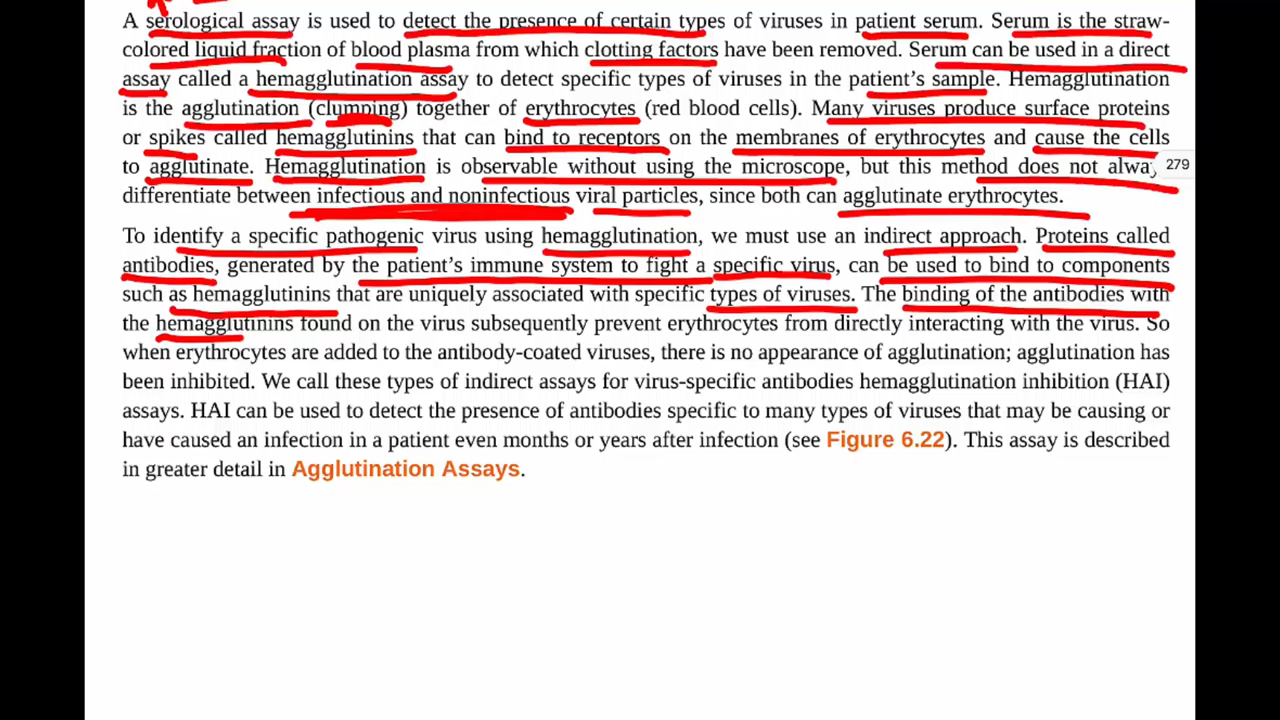 A serological assay is used to detect the presence of certain types of viruses in patient serum. Serum is the straw-
colored liquid fraction of blood plasma from which clotting factors have been removed. Serum can be used in a direct
assay called a hemagglutination assay to detect specific types of viruses in the patient’s sample. Hemagglutination
is the agglutination (clumping) together of erythrocytes (red blood cells). Many viruses produce surface proteins
or spikes called hemagglutinins that can bind to receptors on the membranes of erythrocytes and cause the cells
to agglutinate. Hemagglutination is observable without using the microscope, but this method does not alway
279
differentiate between infectious and noninfectious viral particles, since both can agglutinate erythrocytes.
To identify a specific pathogenic virus using hemagglutination, we must use an indirect approach. Proteins called
antibodies, generated by the patient’s immune system to fight a specific virus, can be used to bind to components
such as hemagglutinins that are uniquely associated with specific types of viruses. The binding of the antibodies with
the hemagglutinins found on the virus subsequently prevent erythrocytes from directly interacting with the virus. So
when erythrocytes are added to the antibody-coated viruses, there is no appearance of agglutination; agglutination has
been inhibited. We call these types of indirect assays for virus-specific antibodies hemagglutination inhibition (HAI)
assays. HAI can be used to detect the presence of antibodies specific to many types of viruses that may be causing or
have caused an infection in a patient even months or years after infection (see Figure 6.22). This assay is described
in greater detail in Agglutination Assays.